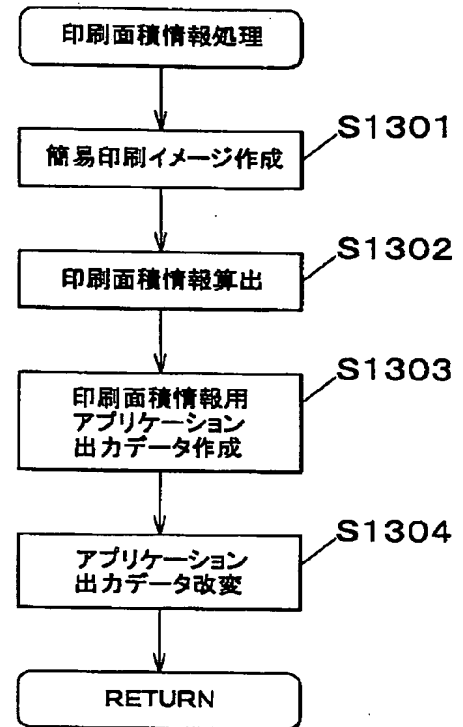 印刷面積情報処理
S1301
簡易印刷イメージ作成
S1302
印刷面積情報算出
S1303
印刷面積情報用
アプリケーション
出力データ作成
S1304
アプリケーション
出力データ改変
RETURN